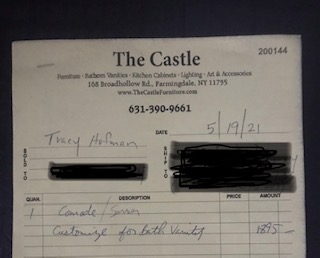 The Castle
200144
Furniture · Bathroom Vanities · Kitchen Cabinets · Lighting · Art & Accessories
168 Broadhollow Rd., Farmingdale, NY 11735
www.TheCastleFurniture.com
631-390-9661
Tracy Hofman
DATE 5/19/21
SOLD TO
SHIP TO
QUAN. DESCRIPTION PRICE AMOUNT
1
Customize for Bath Vanity 1895 —